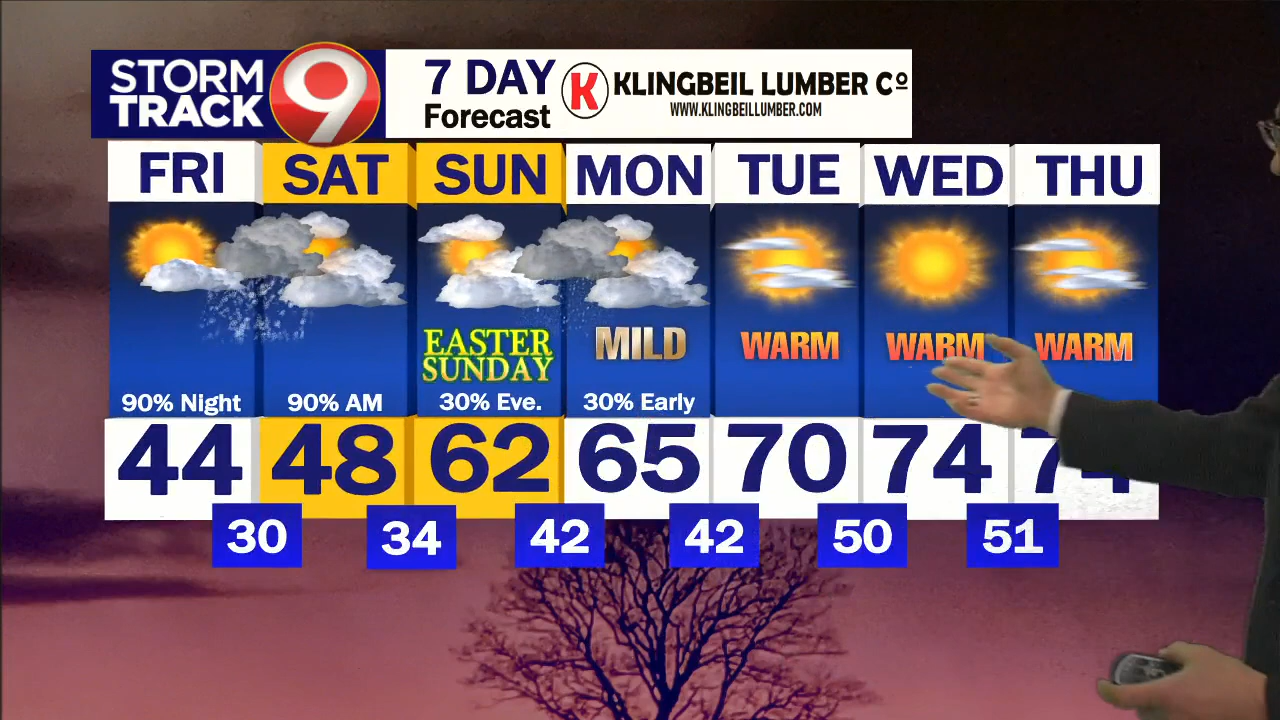 STORM
TRACK
9
7 DAY
Forecast
K
KLINGBEIL LUMBER Cº
WWW.KLINGBEILLUMBER.COM
FRI SAT SUN MON TUE WED THU
EASTER
SUNDAY
MILD WARM WARM WARM
90% Night 90% AM 30% Eve. 30% Early
44 48 62 65 70 74
30 34 42 42 50 51